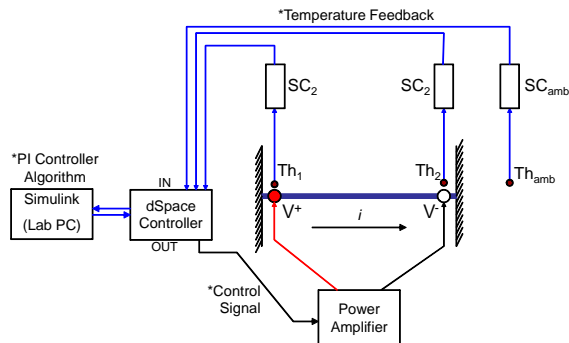 *Temperature Feedback
SC2
SC2
SCamb
*PI Controller
Algorithm
Simulink
(Lab PC)
IN
dSpace
Controller
OUT
Th1
Th2
Thamb
V+
V-
i
*Control
Signal
Power
Amplifier